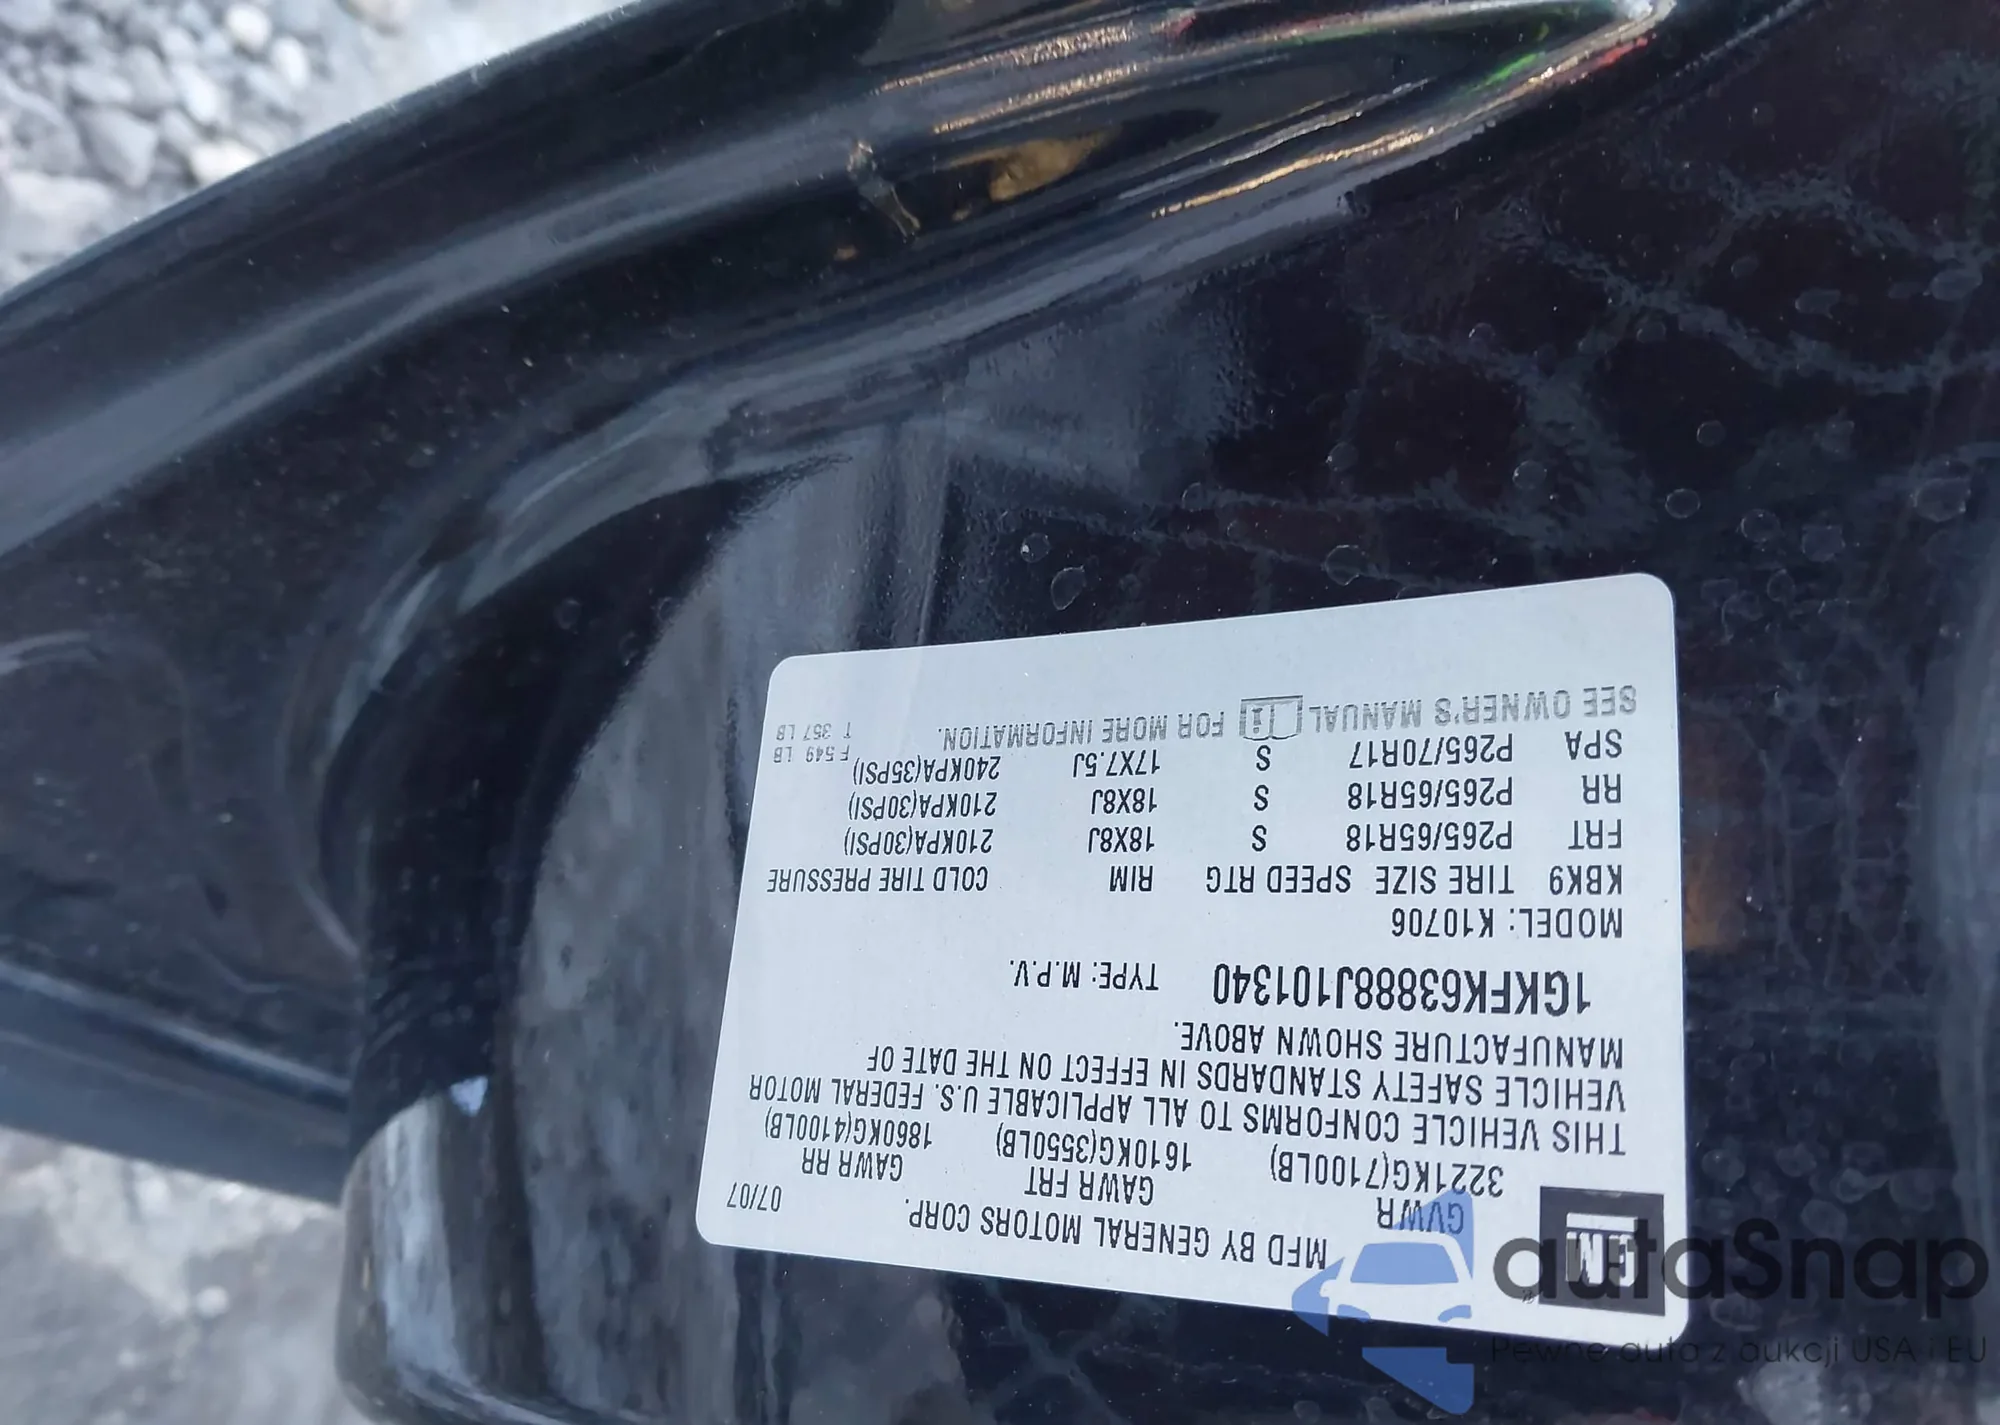 GM
MFD BY GENERAL MOTORS CORP. 07/07
GVWR GAWR FRT GAWR RR
3221KG(7100LB) 1610KG(3550LB) 1860KG(4100LB)
THIS VEHICLE CONFORMS TO ALL APPLICABLE U.S. FEDERAL MOTOR
VEHICLE SAFETY STANDARDS IN EFFECT ON THE DATE OF
MANUFACTURE SHOWN ABOVE.
1GKFK63888J101340 TYPE: M.P.V.
MODEL: K10706
KBK9 TIRE SIZE SPEED RTG RIM COLD TIRE PRESSURE
FRT P265/65R18 S 18X8J 210KPA(30PSI)
RR P265/65R18 S 18X8J 210KPA(30PSI)
SPA P265/70R17 S 17X7.5J 240KPA(35PSI) F 549 LB
SEE OWNER'S MANUAL FOR MORE INFORMATION. T 357 LB
autaSnap
Pewne auta z aukcji USA i EU